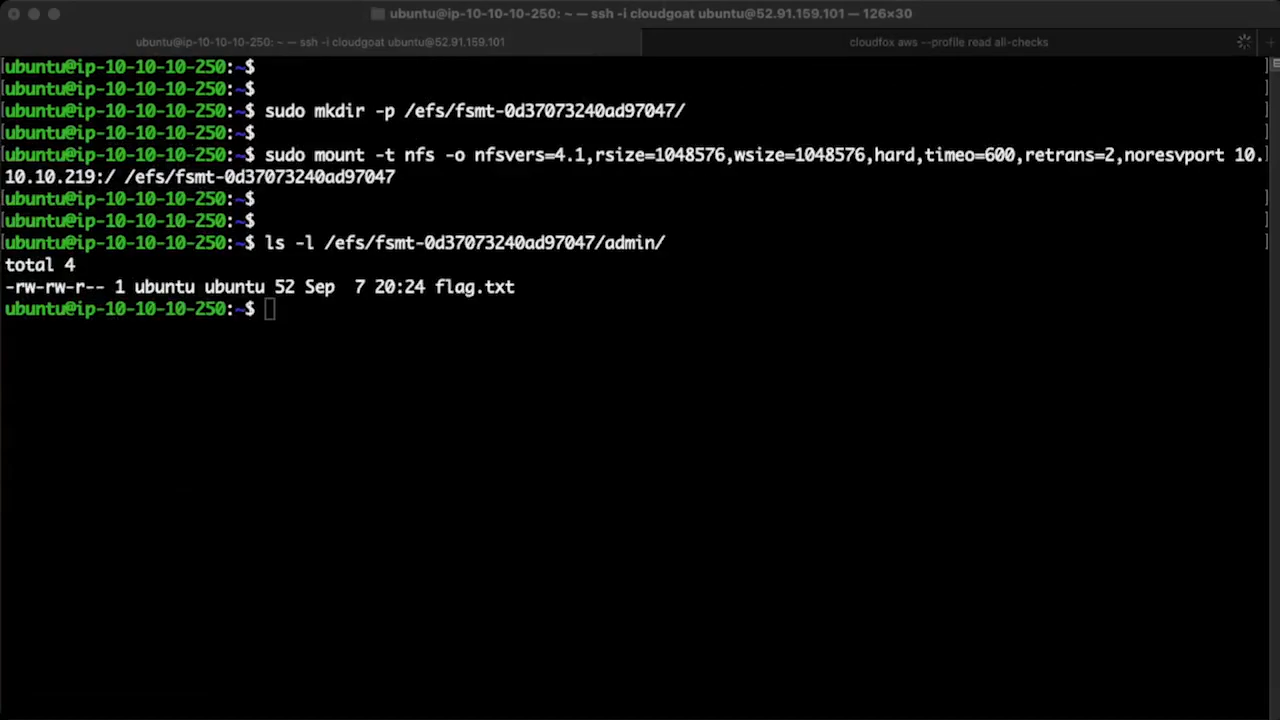 ubuntu@ip-10-10-10-250: ~ — ssh -i cloudgoat ubuntu@52.91.159.101 — 126×30
ubuntu@ip-10-10-10-250: ~ — ssh -i cloudgoat ubuntu@52.91.159.101
cloudfox aws --profile read all-checks
[ubuntu@ip-10-10-10-250:~$ ]
[ubuntu@ip-10-10-10-250:~$ ]
[ubuntu@ip-10-10-10-250:~$ sudo mkdir -p /efs/fsmt-0d37073240ad97047/ ]
[ubuntu@ip-10-10-10-250:~$ ]
[ubuntu@ip-10-10-10-250:~$ sudo mount -t nfs -o nfsvers=4.1,rsize=1048576,wsize=1048576,hard,timeo=600,retrans=2,noresvport 10.]
10.10.219:/ /efs/fsmt-0d37073240ad97047
[ubuntu@ip-10-10-10-250:~$ ]
[ubuntu@ip-10-10-10-250:~$ ]
[ubuntu@ip-10-10-10-250:~$ ls -l /efs/fsmt-0d37073240ad97047/admin/ ]
total 4
-rw-rw-r-- 1 ubuntu ubuntu 52 Sep  7 20:24 flag.txt
ubuntu@ip-10-10-10-250:~$